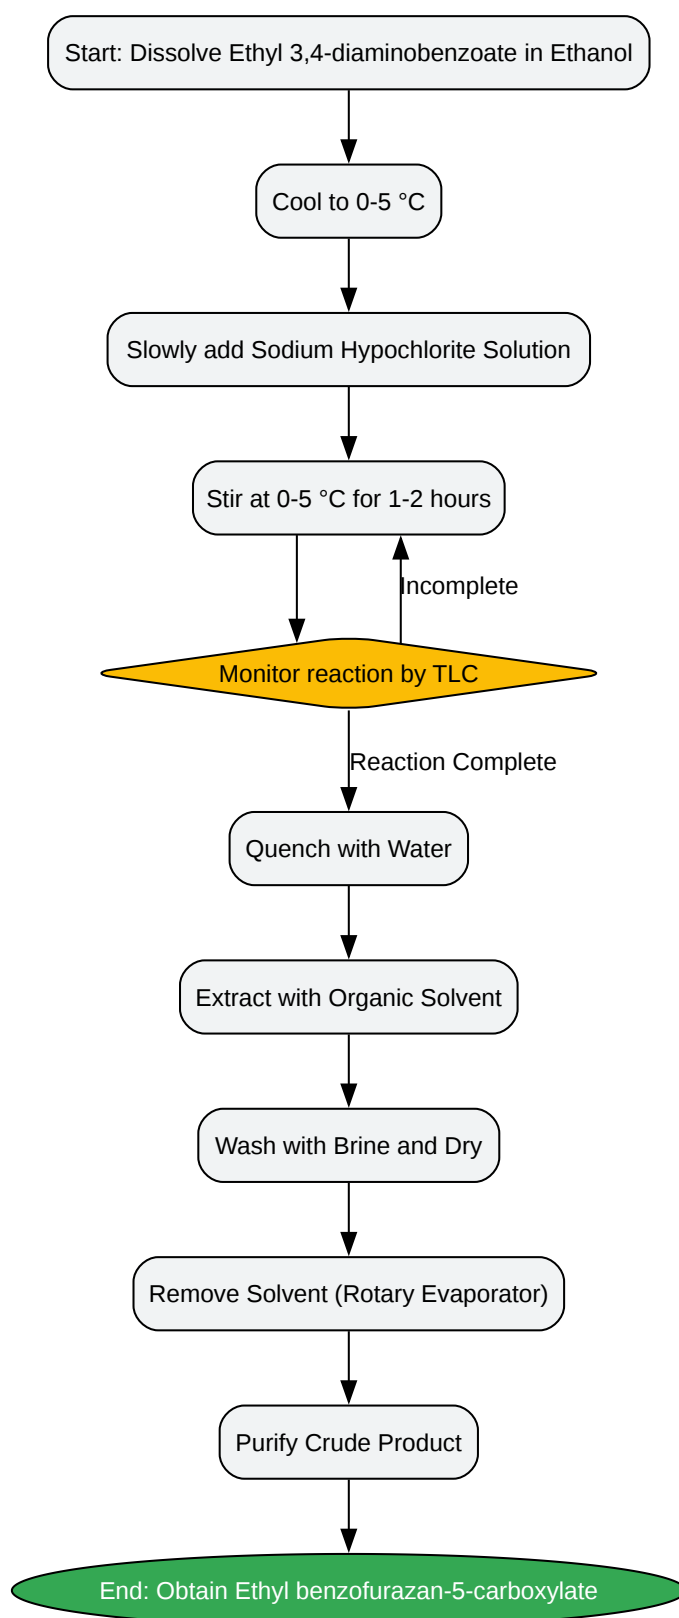 Start: Dissolve Ethyl 3,4-diaminobenzoate in Ethanol
Cool to 0-5 °C
Slowly add Sodium Hypochlorite Solution
Stir at 0-5 °C for 1-2 hours
Incomplete
Monitor reaction by TLC
Reaction Complete
Quench with Water
Extract with Organic Solvent
Wash with Brine and Dry
Remove Solvent (Rotary Evaporator)
Purify Crude Product
End: Obtain Ethyl benzofurazan-5-carboxylate